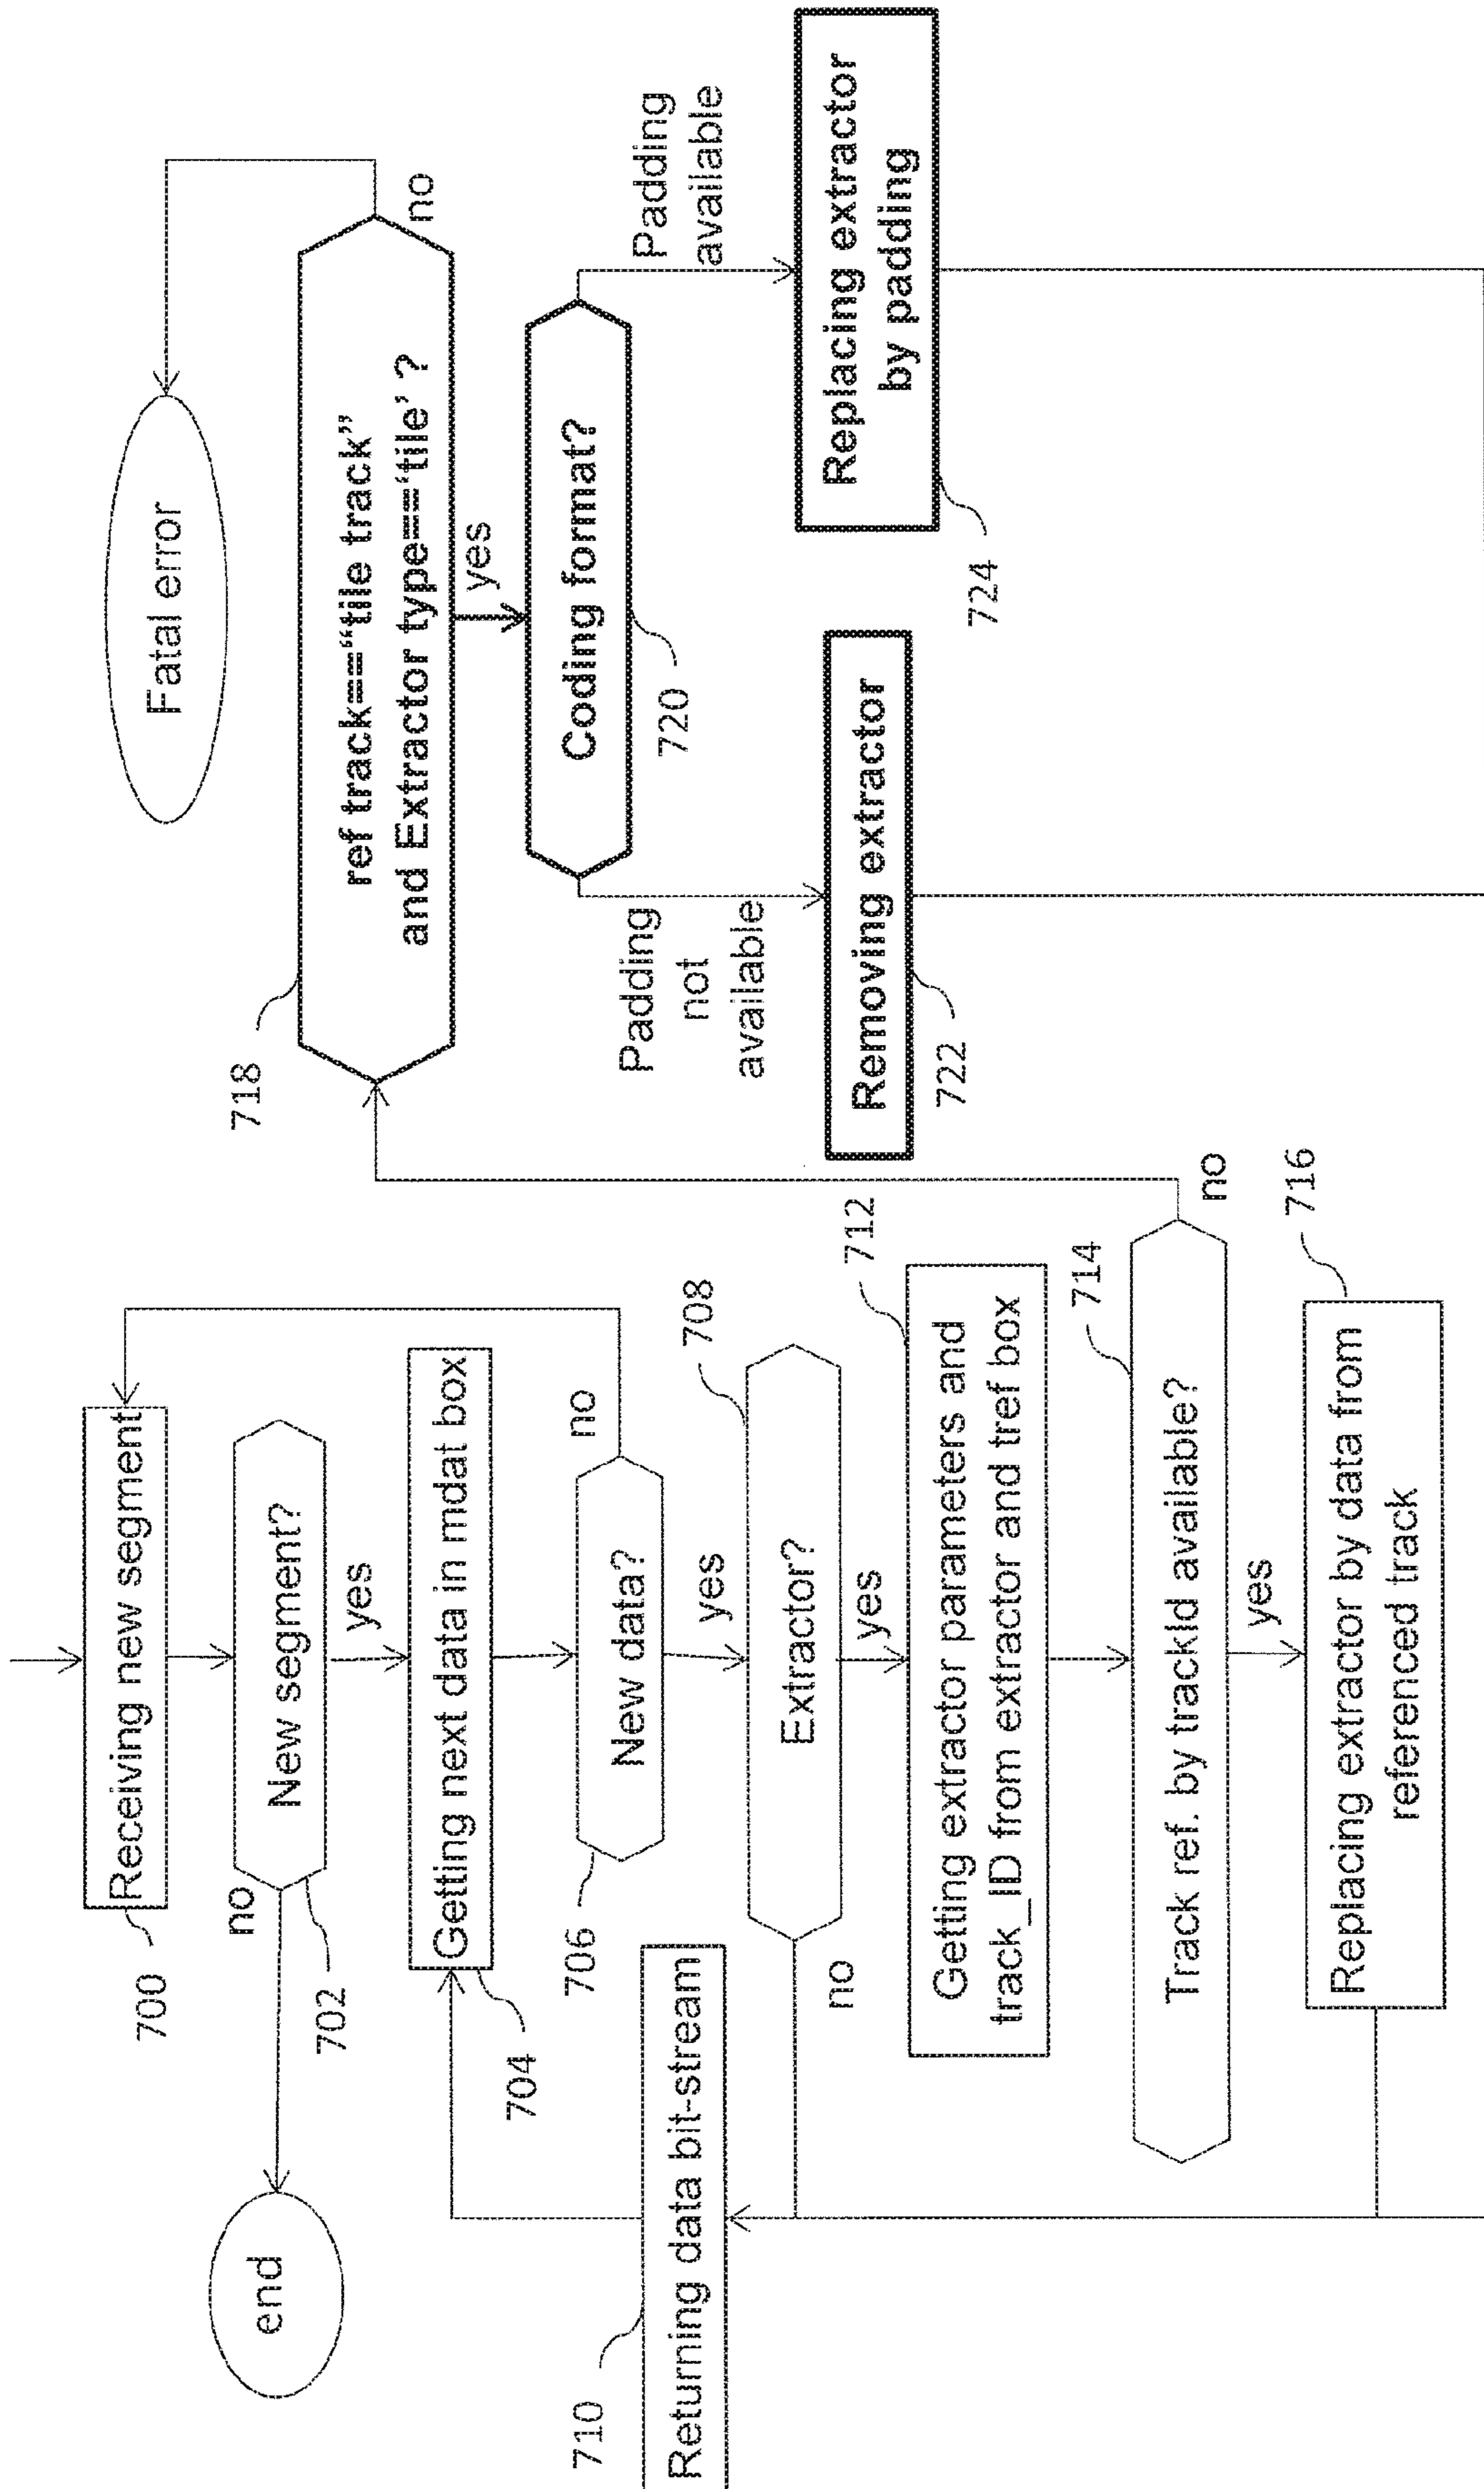 Receiving new segment
700
New segment?
no
702
end
yes
Getting next data in mdat box
704
New data?
706
no
yes
Extractor?
708
no
yes
710
Returning data bit-stream
Getting extractor parameters and
track_ID from extractor and tref box
712
Track ref. by trackId available?
714
no
yes
Replacing extractor by data from
referenced track
716
Fatal error
718
ref track==“tile track”
and Extractor type==‘tile’ ?
no
yes
Coding format?
720
Padding
not
available
Padding
available
Removing extractor
722
Replacing extractor
by padding
724